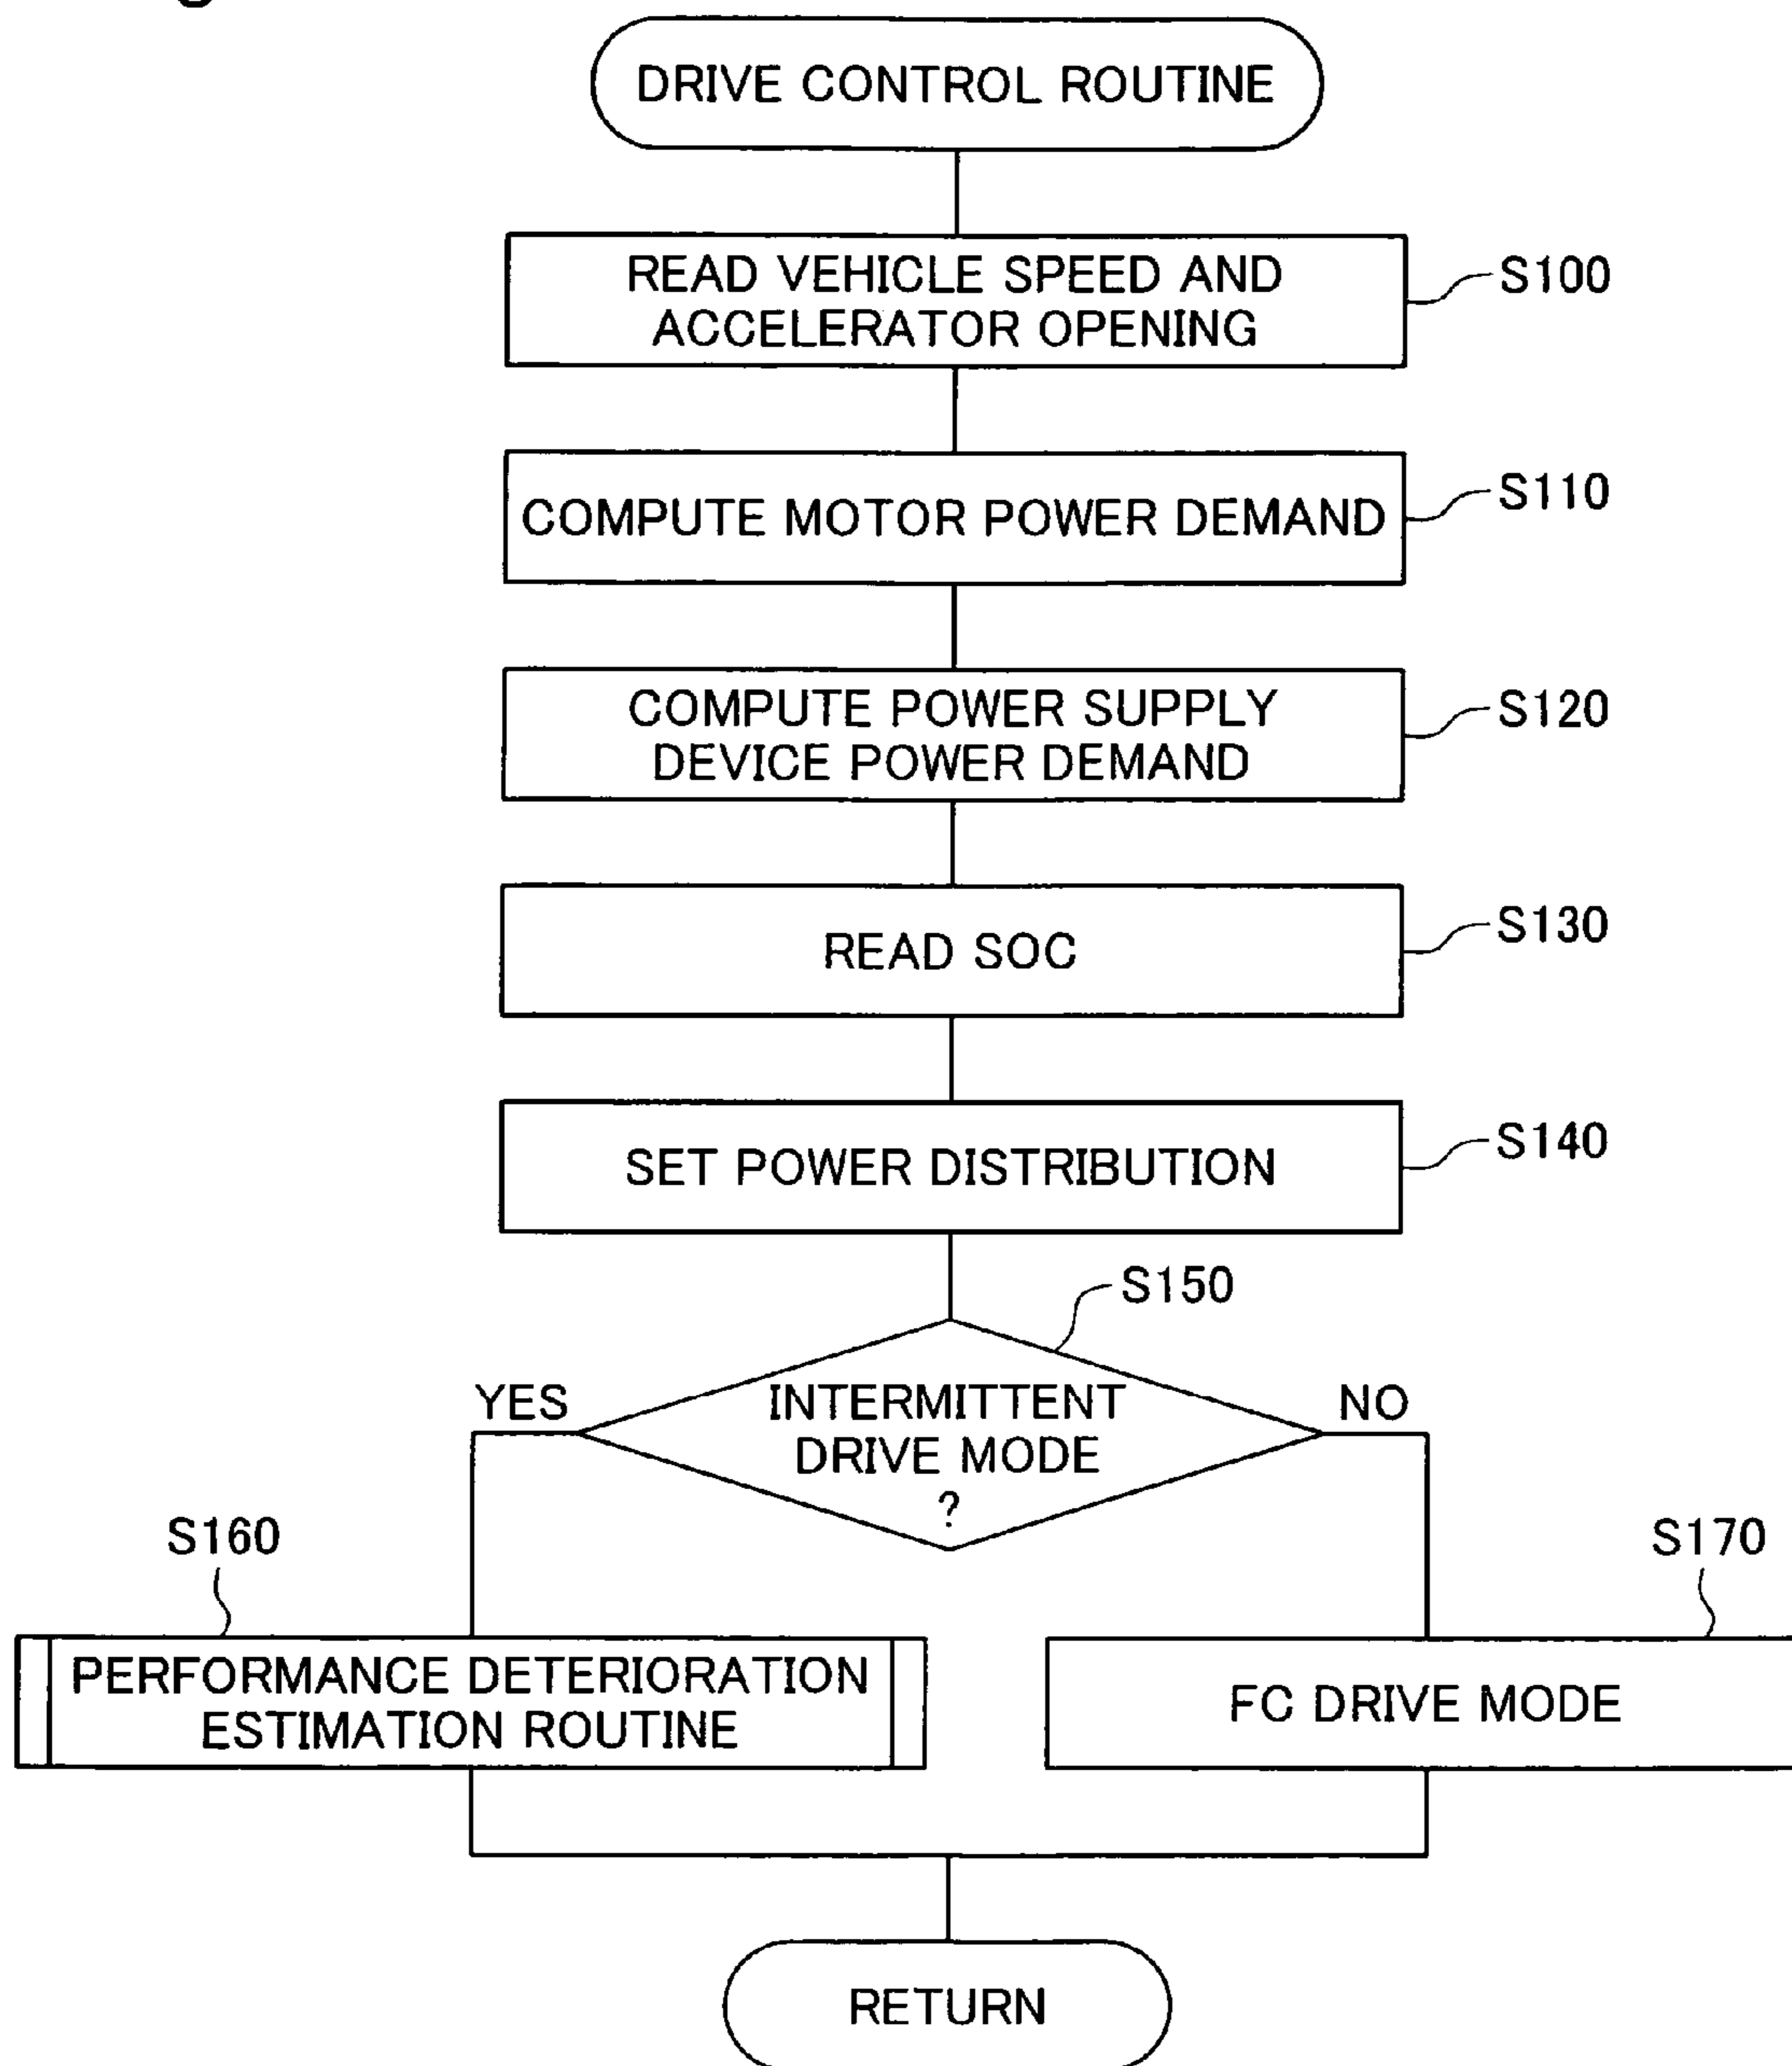 DRIVE CONTROL ROUTINE
READ VEHICLE SPEED AND
ACCELERATOR OPENING
S100
COMPUTE MOTOR POWER DEMAND
S110
COMPUTE POWER SUPPLY
DEVICE POWER DEMAND
S120
READ SOC
S130
SET POWER DISTRIBUTION
S140
S150
YES
INTERMITTENT
DRIVE MODE
?
NO
S160
S170
PERFORMANCE DETERIORATION
ESTIMATION ROUTINE
FC DRIVE MODE
RETURN